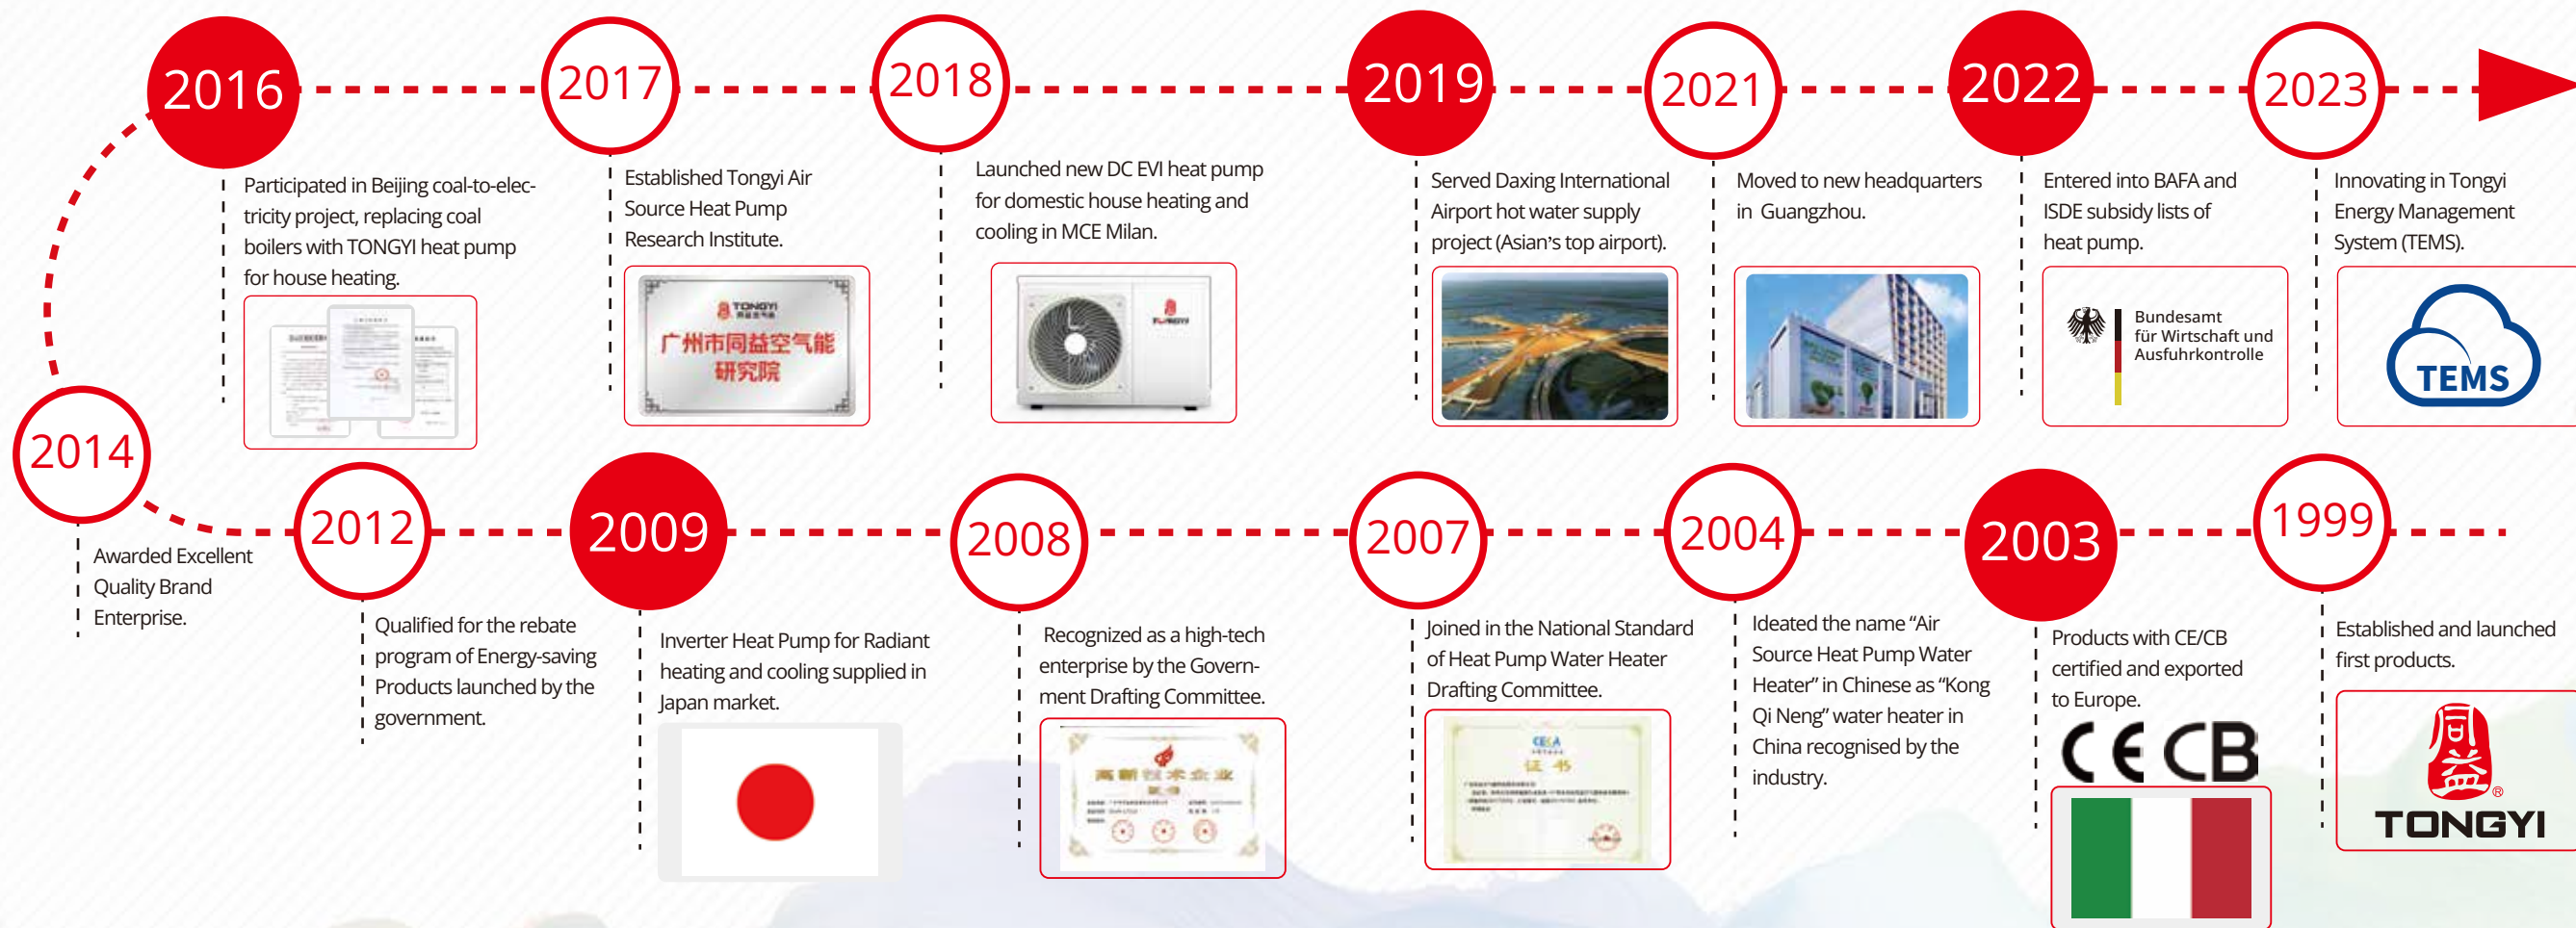 2016
Participated in Beijing coal-to-elec-
tricity project, replacing coal
boilers with TONGYI heat pump
for house heating.
2017
Established Tongyi Air
Source Heat Pump
Research Institute.
TONGYI
广州市同益空气能
研究院
2018
Launched new DC EVI heat pump
for domestic house heating and
cooling in MCE Milan.
TONGYI
2019
Served Daxing International
Airport hot water supply
project (Asian's top airport).
2021
Moved to new headquarters
in Guangzhou.
2022
Entered into BAFA and
ISDE subsidy lists of
heat pump.
Bundesamt
für Wirtschaft und
Ausfuhrkontrolle
2023
Innovating in Tongyi
Energy Management
System (TEMS).
TEMS
2014
Awarded Excellent
Quality Brand
Enterprise.
2012
Qualified for the rebate
program of Energy-saving
Products launched by the
government.
2009
Inverter Heat Pump for Radiant
heating and cooling supplied in
Japan market.
2008
Recognized as a high-tech
enterprise by the Govern-
ment Drafting Committee.
高新技术企业
证书
2007
Joined in the National Standard
of Heat Pump Water Heater
Drafting Committee.
证书
2004
Ideated the name “Air
Source Heat Pump Water
Heater” in Chinese as “Kong
Qi Neng” water heater in
China recognised by the
industry.
2003
Products with CE/CB
certified and exported
to Europe.
CE CB
1999
Established and launched
first products.
同益
®
TONGYI